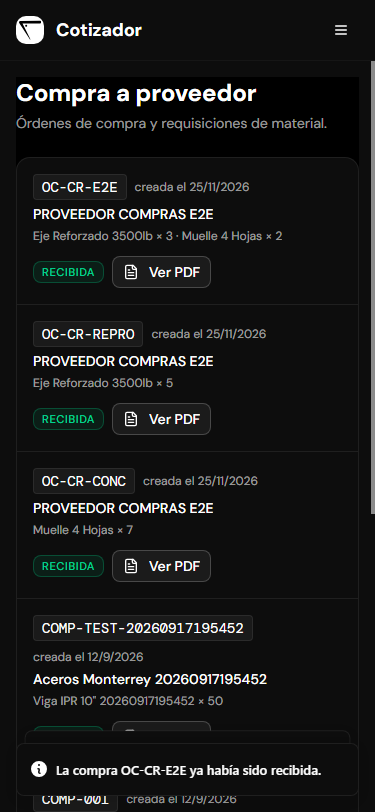 Cotizador
Compra a proveedor
Órdenes de compra y requisiciones de material.
OC-CR-E2E creada el 25/11/2026
PROVEEDOR COMPRAS E2E
Eje Reforzado 3500lb × 3 · Muelle 4 Hojas × 2
RECIBIDA Ver PDF
OC-CR-REPRO creada el 25/11/2026
PROVEEDOR COMPRAS E2E
Eje Reforzado 3500lb × 5
RECIBIDA Ver PDF
OC-CR-CONC creada el 25/11/2026
PROVEEDOR COMPRAS E2E
Muelle 4 Hojas × 7
RECIBIDA Ver PDF
COMP-TEST-20260917195452
creada el 12/9/2026
Aceros Monterrey 20260917195452
Viga IPR 10" 20260917195452 × 50
La compra OC-CR-E2E ya había sido recibida.
COMP-001 creada el 12/9/2026